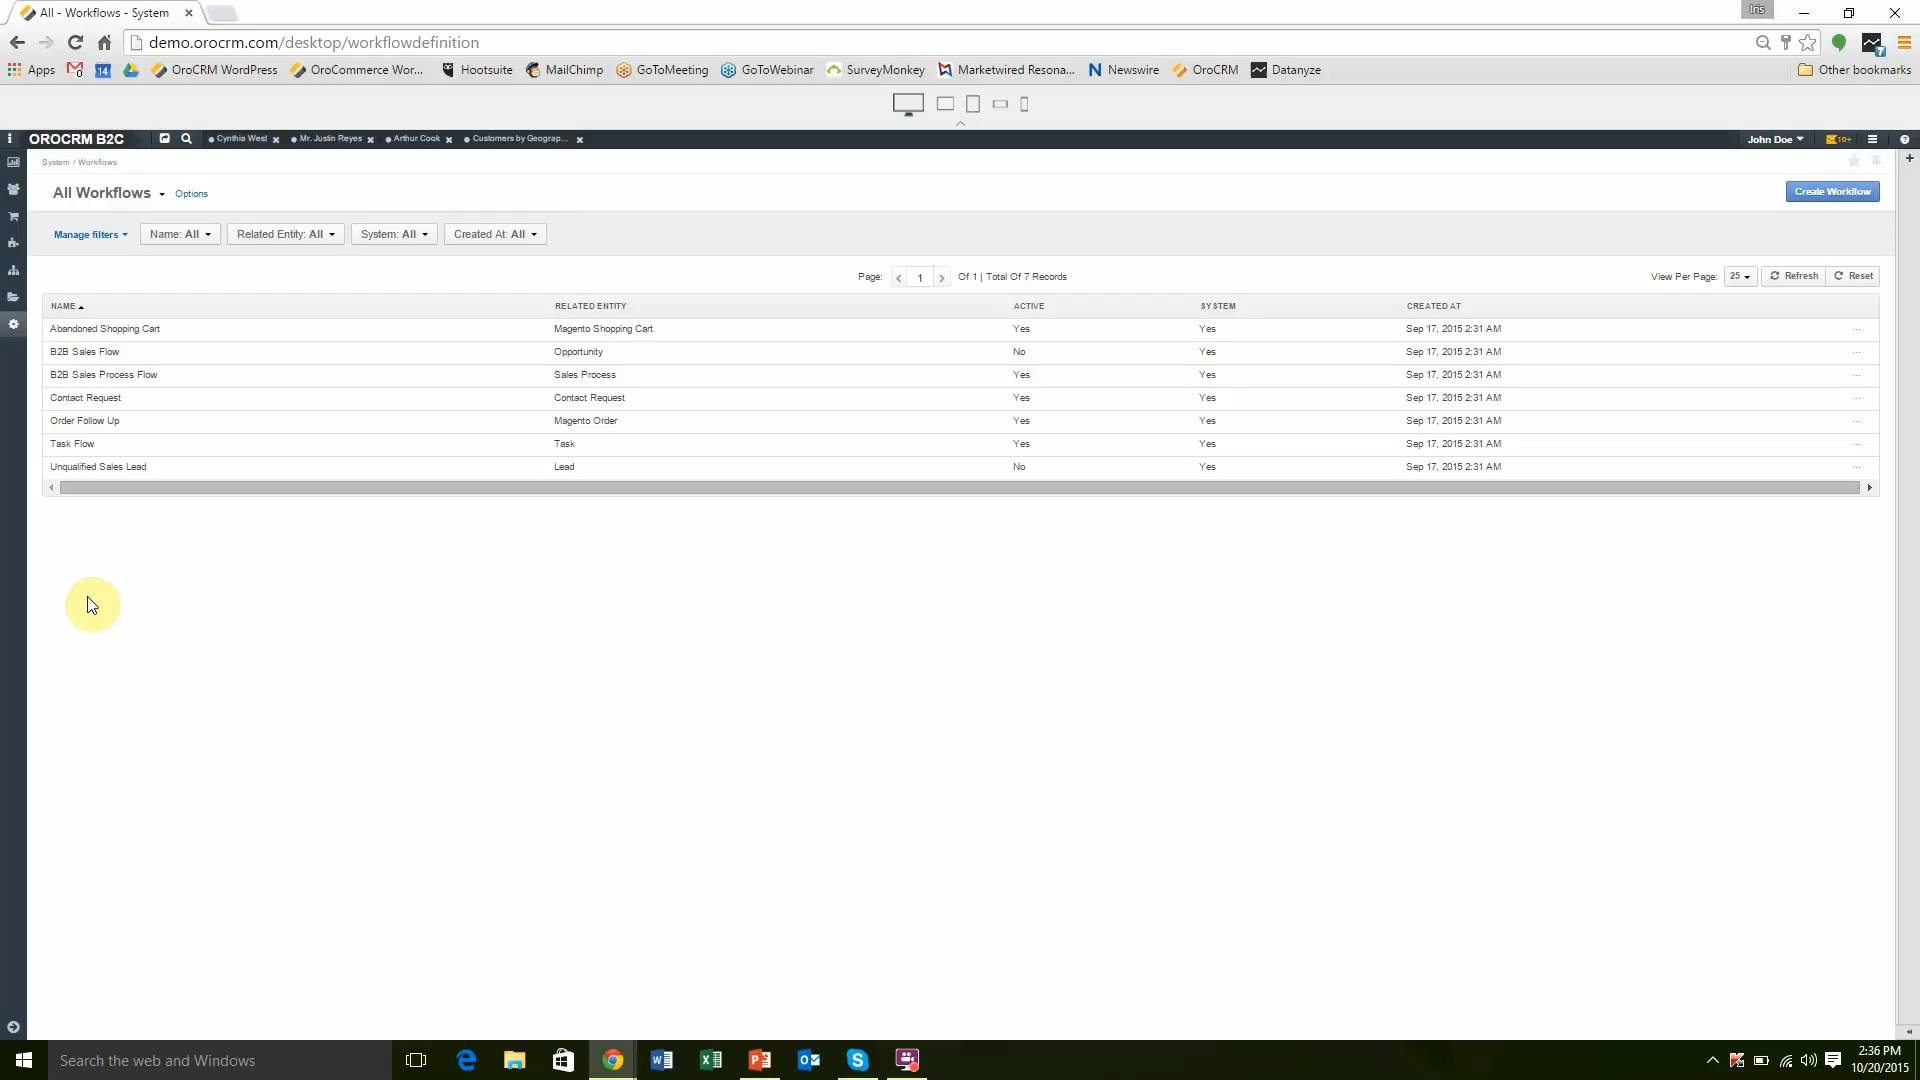 All - Workflows - System
Iris
demo.orocrm.com/desktop/workflowdefinition
Apps
14
OroCRM WordPress
OroCommerce Wor...
Hootsuite
MailChimp
GoToMeeting
GoToWebinar
SurveyMonkey
Marketwired Resona...
Newswire
OroCRM
Datanyze
Other bookmarks
OROCRM B2C
Cynthia West
Mr. Justin Reyes
Arthur Cook
Customers by Geograp...
John Doe
10+
System / Workflows
All Workflows
Options
Create Workflow
Manage filters
Name: All
Related Entity: All
System: All
Created At: All
Page: 1 Of 1 | Total Of 7 Records
View Per Page: 25
Refresh
Reset
NAME RELATED ENTITY ACTIVE SYSTEM CREATED AT
Abandoned Shopping Cart Magento Shopping Cart Yes Yes Sep 17, 2015 2:31 AM ...
B2B Sales Flow Opportunity No Yes Sep 17, 2015 2:31 AM ...
B2B Sales Process Flow Sales Process Yes Yes Sep 17, 2015 2:31 AM ...
Contact Request Contact Request Yes Yes Sep 17, 2015 2:31 AM ...
Order Follow Up Magento Order Yes Yes Sep 17, 2015 2:31 AM ...
Task Flow Task Yes Yes Sep 17, 2015 2:31 AM ...
Unqualified Sales Lead Lead No Yes Sep 17, 2015 2:31 AM ...
Search the web and Windows
2:36 PM
10/20/2015